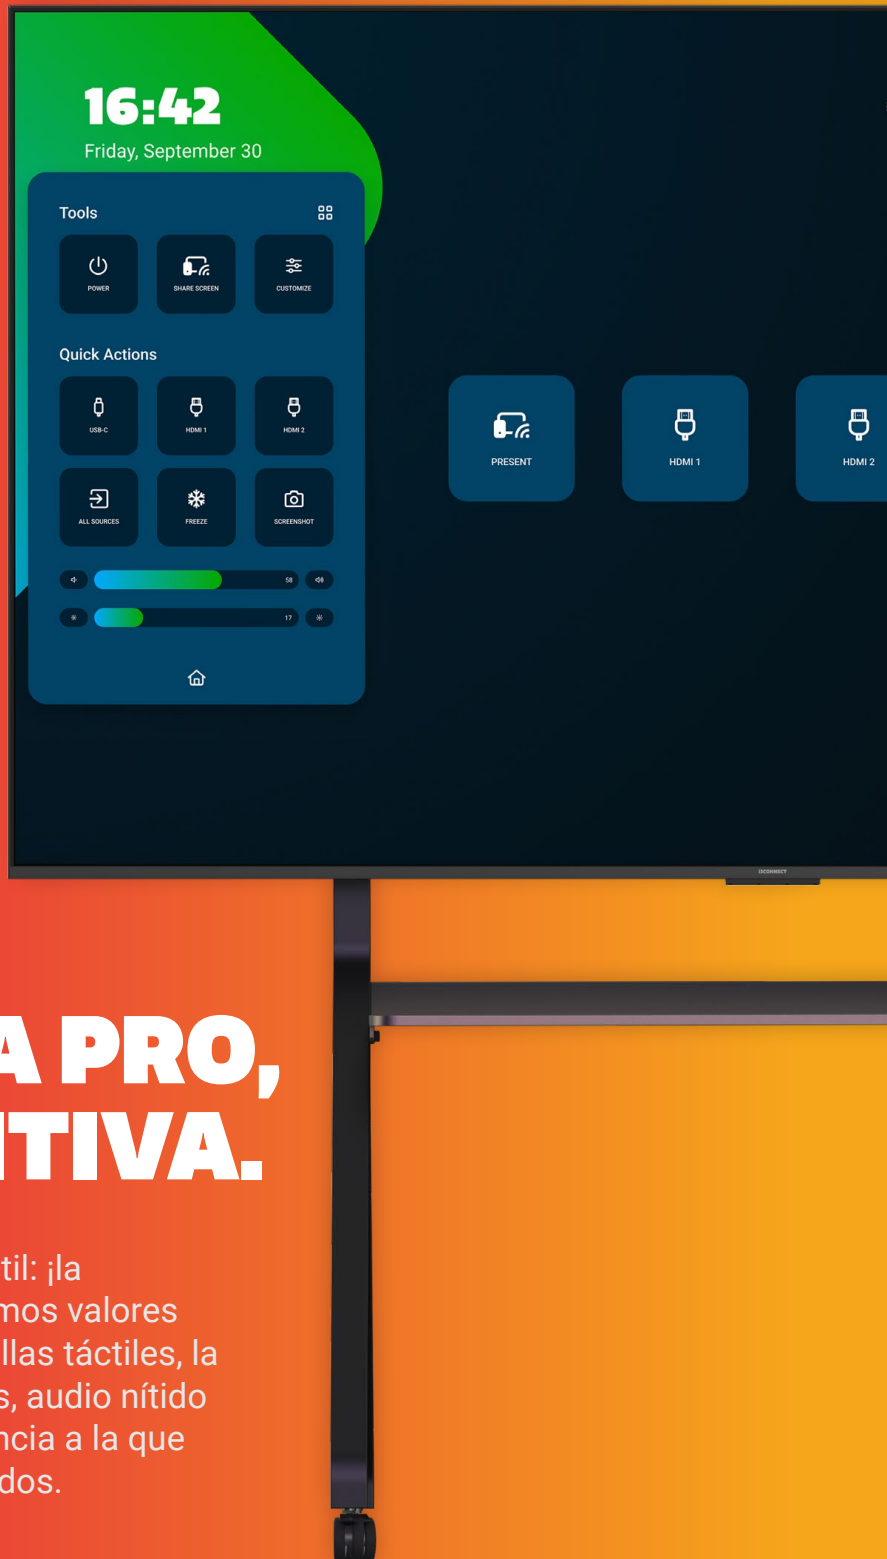 16:42
Friday, September 30
Tools
POWER
SHARE SCREEN
CUSTOMIZE
Quick Actions
USB-C
HDMI 1
HDMI 2
ALL SOURCES
FREEZE
SCREENSHOT
58
17
PRESENT
HDMI 1
HDMI 2
i3CONNECT
A PRO,
ITIVA.
til: ¡la
mos valores
llas táctiles, la
s, audio nítido
ncia a la que
dos.